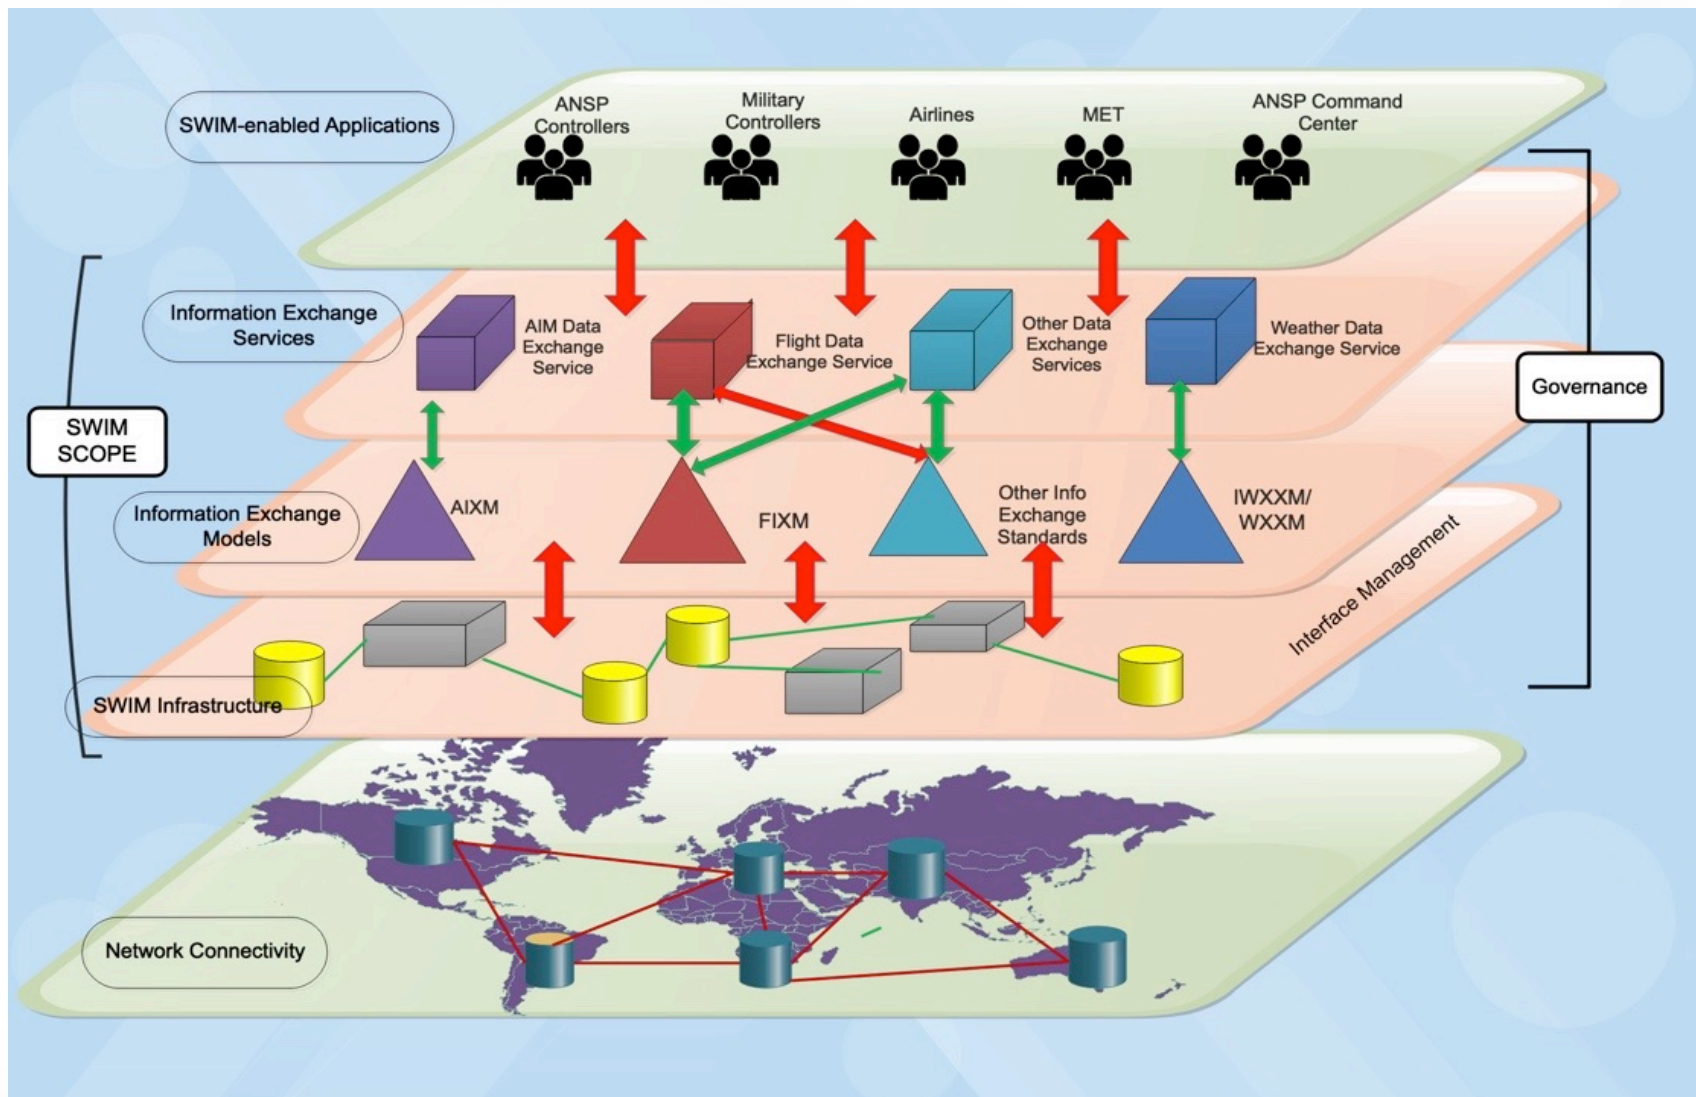 SWIM-enabled Applications
ANSP
Controllers
Military
Controllers
Airlines
MET
ANSP Command
Center
Information Exchange
Services
AIM Data
Exchange
Service
Flight Data
Exchange Service
Other Data
Exchange
Services
Weather Data
Exchange Service
Governance
SWIM
SCOPE
Information Exchange
Models
AIXM
FIXM
Other Info
Exchange
Standards
IWXXM/
WXXM
Interface Management
SWIM Infrastructure
Network Connectivity